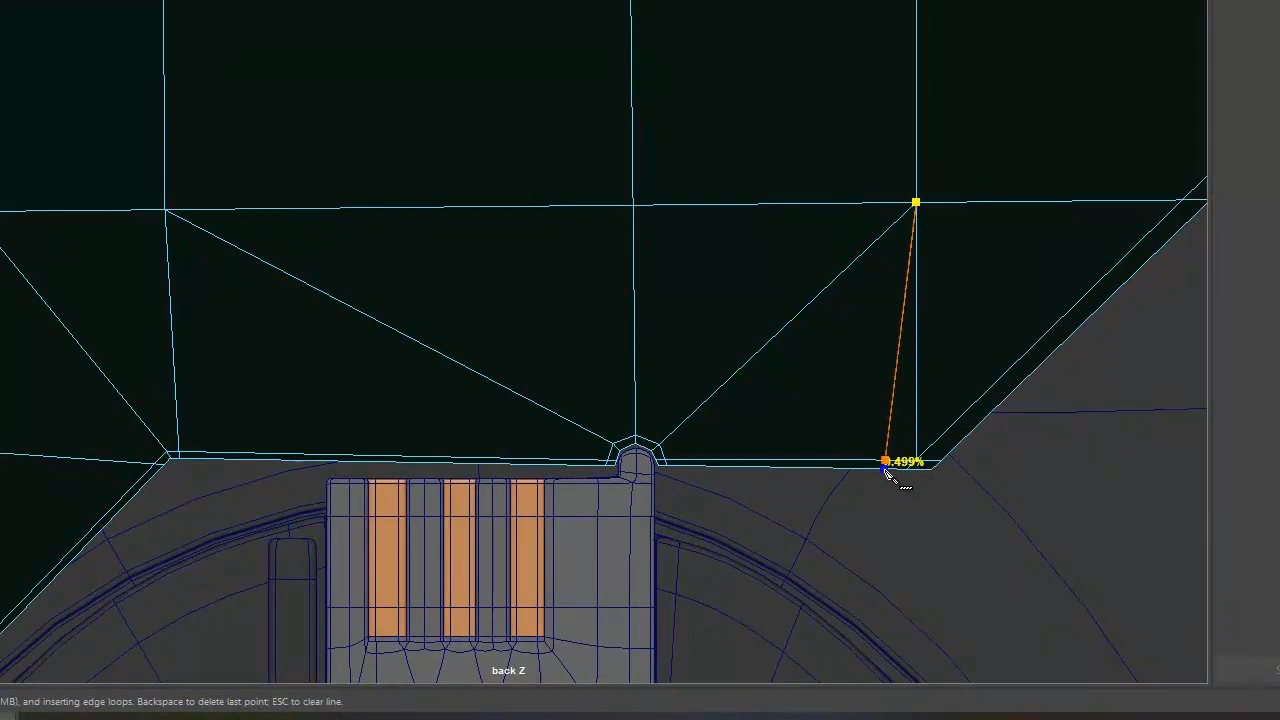 .499%
back Z
MB), and inserting edge loops. Backspace to delete last point; ESC to clear line.